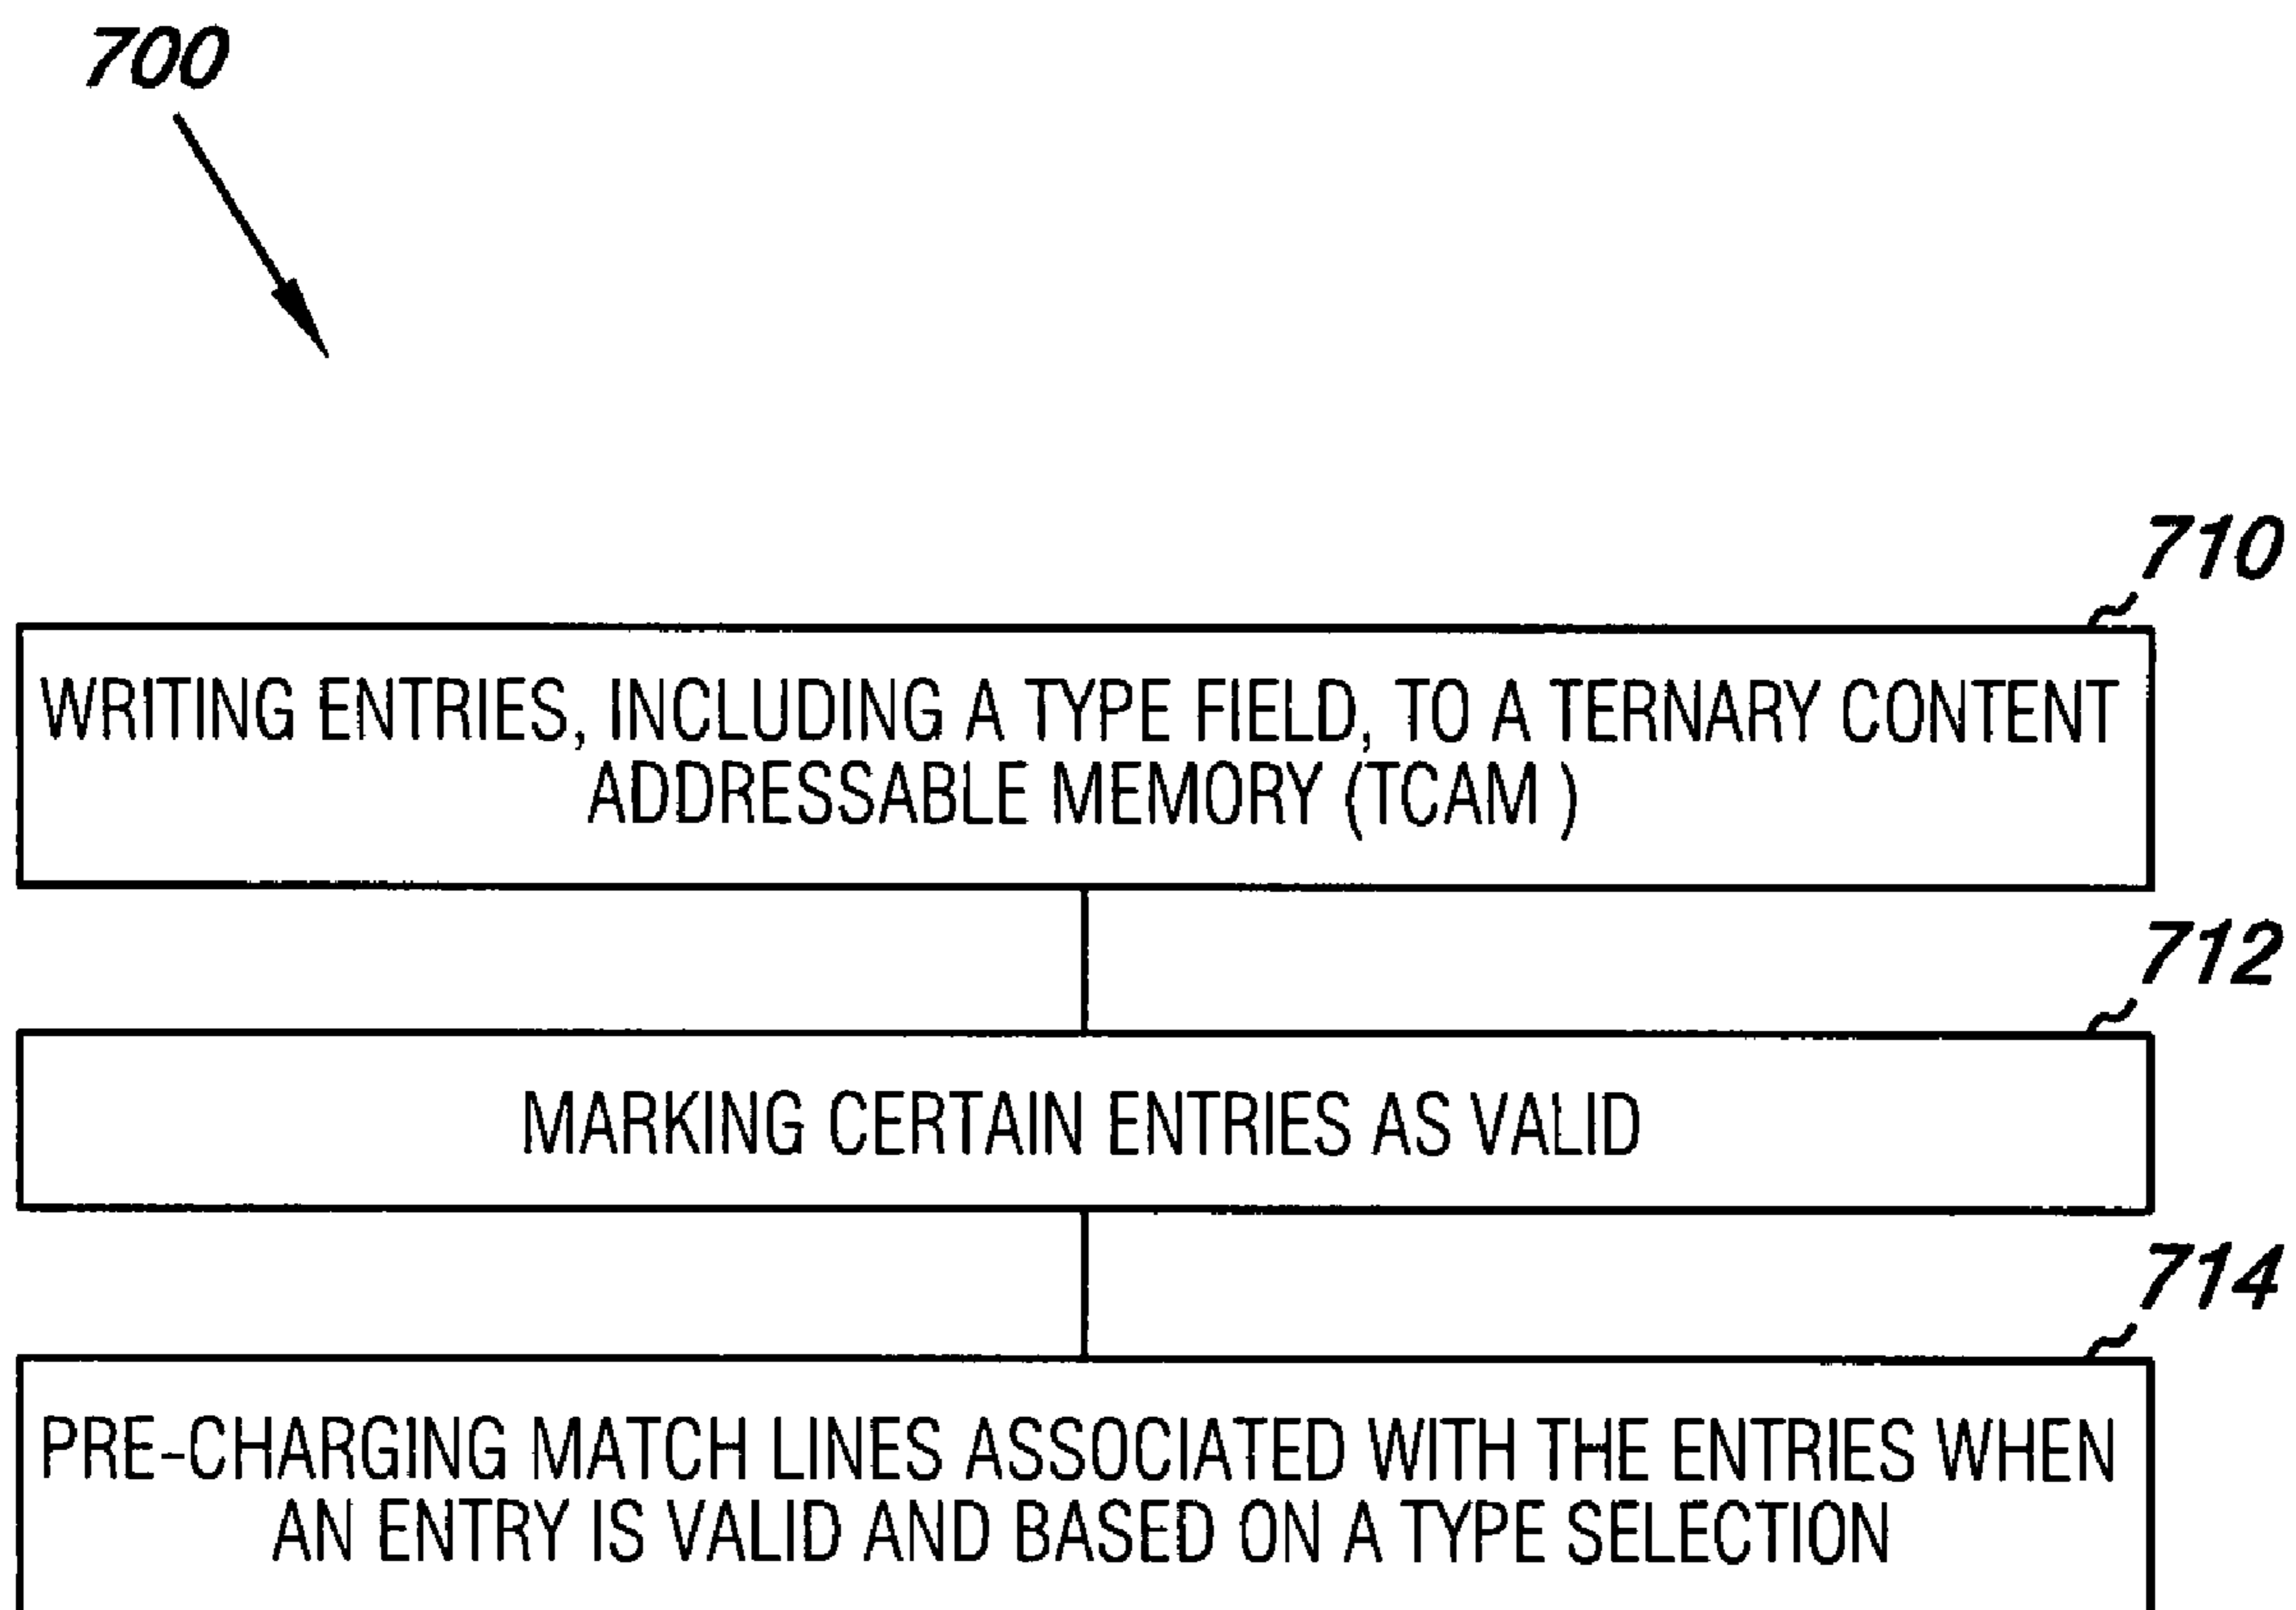 700
710
WRITING ENTRIES, INCLUDING A TYPE FIELD, TO A TERNARY CONTENT
ADDRESSABLE MEMORY (TCAM )
712
MARKING CERTAIN ENTRIES AS VALID
714
PRE-CHARGING MATCH LINES ASSOCIATED WITH THE ENTRIES WHEN
AN ENTRY IS VALID AND BASED ON A TYPE SELECTION